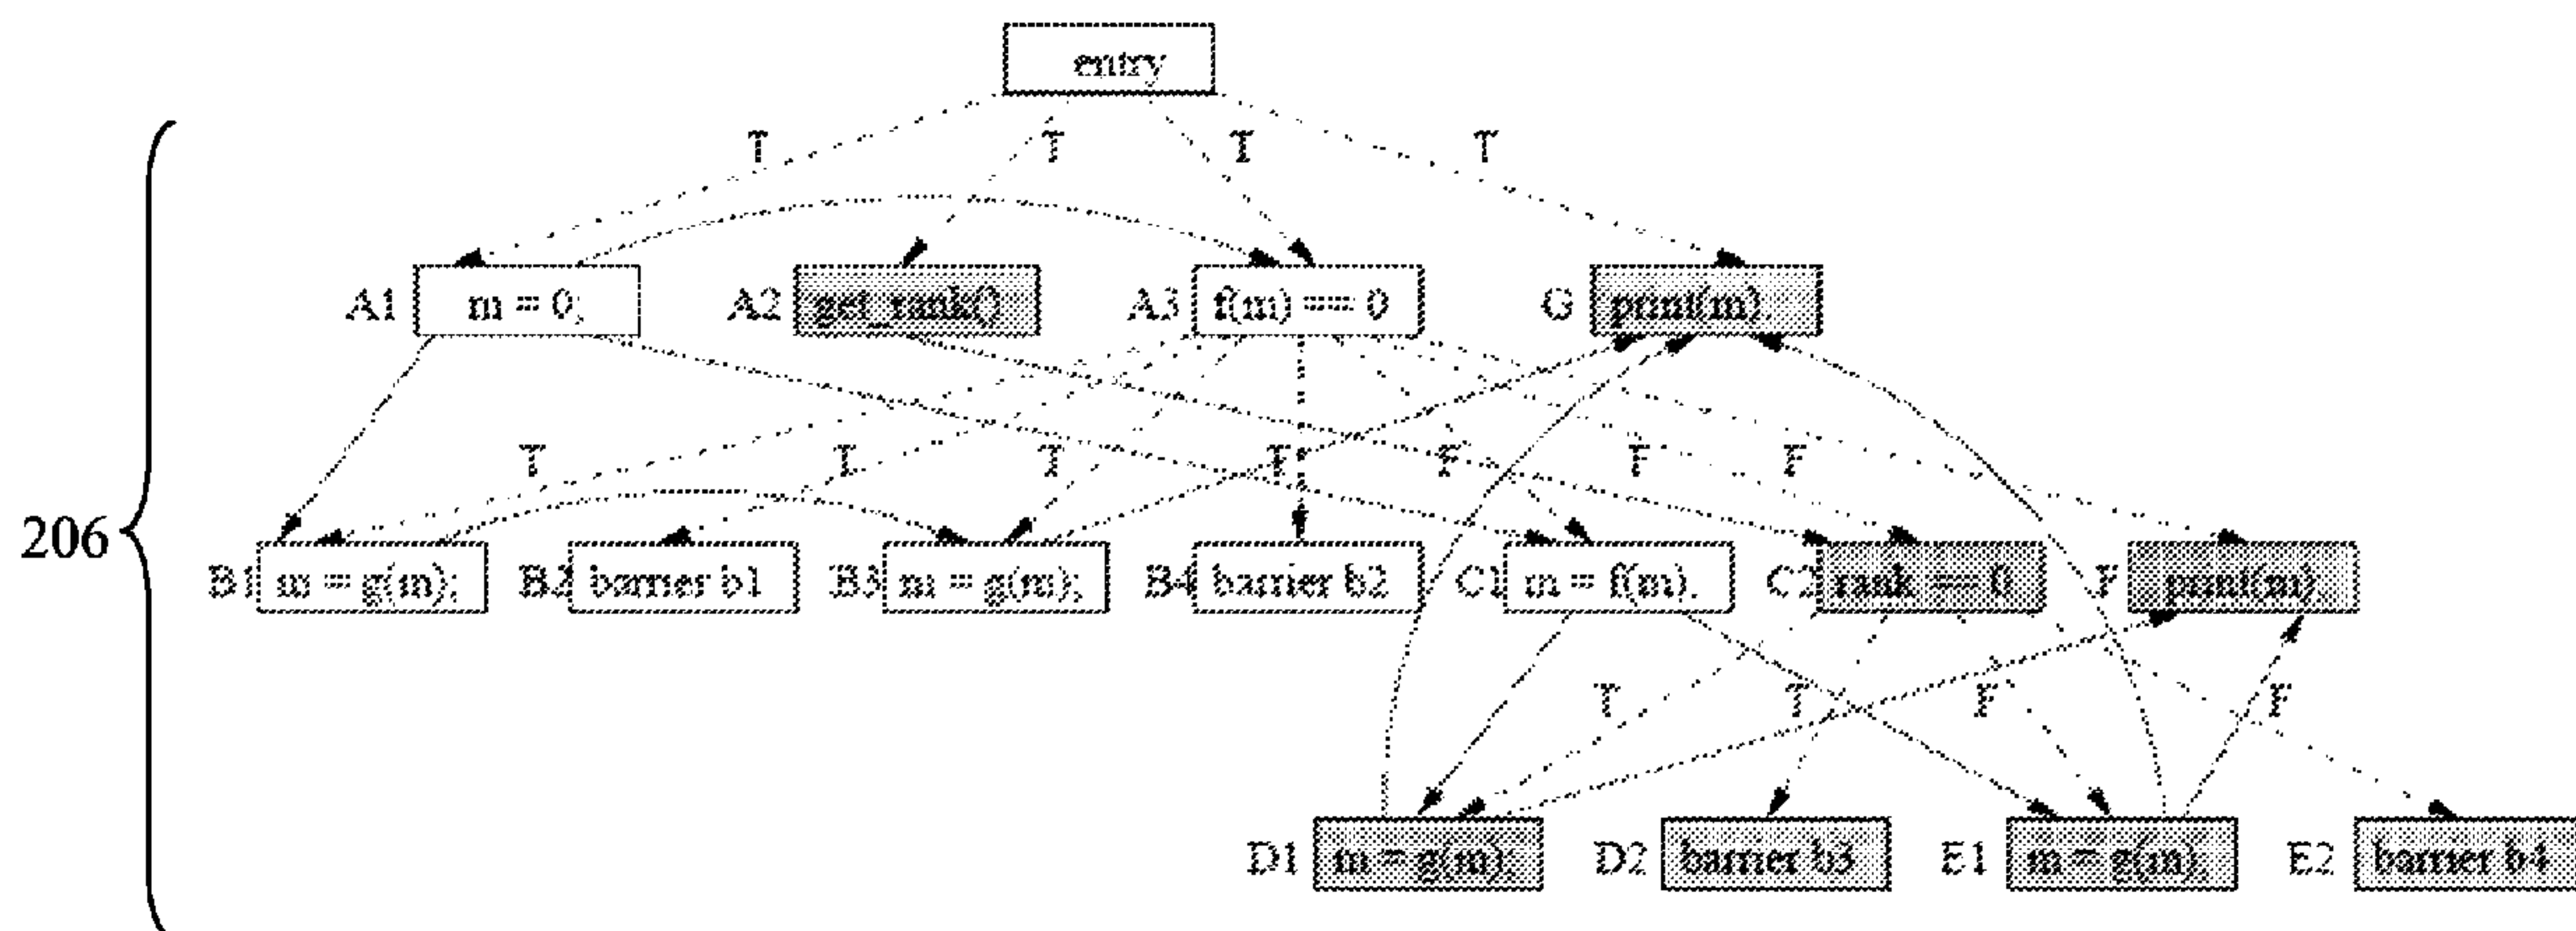 entry
T T T T
A1 m = 0; A2 get_rank() A3 f(m) == 0 G print(m).
T T T F F F F
206
B1 m = g(m); B2 barrier b1 B3 m = g(m); B4 barrier b2 C1 m = f(m). C2 rank == 0 F print(m)
T T F F
D1 m = g(m); D2 barrier b3 E1 m = g(m); E2 barrier b4